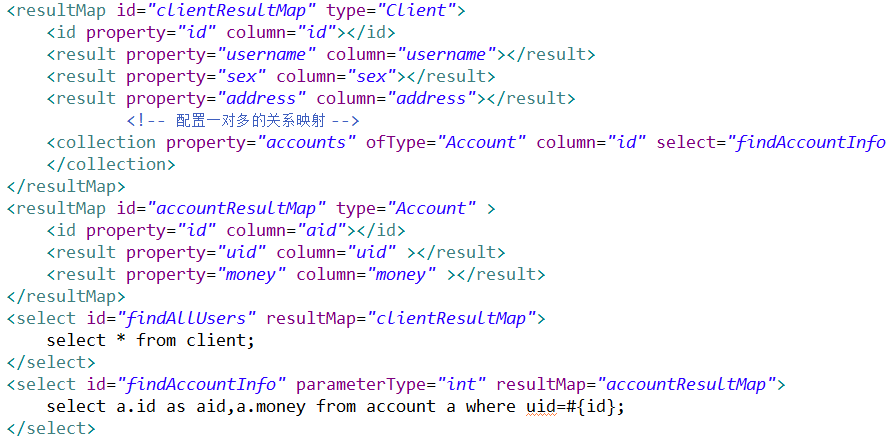 <resultMap id="clientResultMap" type="Client">
<id property="id" column="id"></id>
<result property="username" column="username"></result>
<result property="sex" column="sex"></result>
<result property="address" column="address"></result>
<!-- 配置一对多的关系映射 -->
<collection property="accounts" ofType="Account" column="id" select="findAccountInfo
</collection>
</resultMap>
<resultMap id="accountResultMap" type="Account" >
<id property="id" column="aid"></id>
<result property="uid" column="uid" ></result>
<result property="money" column="money" ></result>
</resultMap>
<select id="findAllUsers" resultMap="clientResultMap">
select * from client;
</select>
<select id="findAccountInfo" parameterType="int" resultMap="accountResultMap">
select a.id as aid,a.money from account a where uid=#{id};
</select>